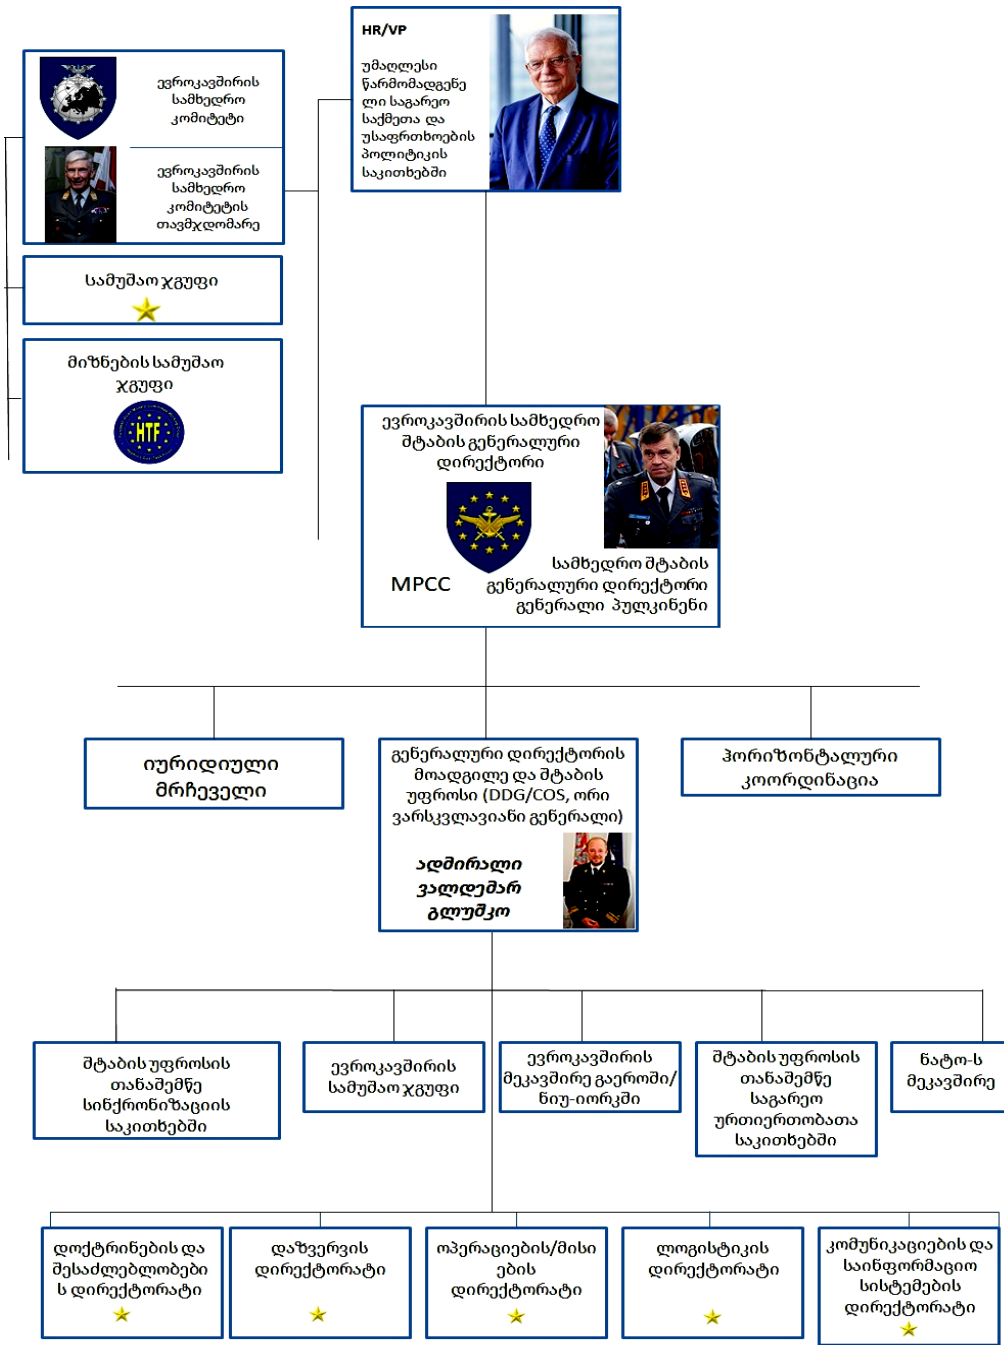 HR/VP
უმაღლესი
წარმომადგენე
ლი საგარეო
საქმეთა და
უსაფრთხოების
პოლიტიკის
საკითხებში
ევროკავშირის
სამხედრო
კომიტეტი
ევროკავშირის
სამხედრო
კომიტეტის
თავმჯდომარე
სამუშაო ჯგუფი
მიზნების სამუშაო
ჯგუფი
HTF
ევროკავშირის სამხედრო
შტაბის გენერალური
დირექტორი
MPCC
სამხედრო შტაბის
გენერალური დირექტორი
გენერალი პულკინენი
იურიდიული
მრჩეველი
გენერალური დირექტორის
მოადგილე და შტაბის
უფროსი (DDG/COS, ორი
ვარსკვლავიანი გენერალი)
ადმირალი
ვალდემარ
გლუშკო
ჰორიზონტალური
კოორდინაცია
შტაბის უფროსის
თანაშემწე
სინქრონიზაციის
საკითხებში
ევროკავშირის
სამუშაო ჯგუფი
ევროკავშირის
მეკავშირე გაეროში/
ნიუ-იორკში
შტაბის უფროსის
თანაშემწე
საგარეო
ურთიერთობათა
საკითხებში
ნატო-ს
მეკავშირე
დოქტრინების და
შესაძლებლობები
ს დირექტორატი
დაზვერვის
დირექტორატი
ოპერაციების/მისი
ების
დირექტორატი
ლოგისტიკის
დირექტორატი
კომუნიკაციების და
საინფორმაციო
სისტემების
დირექტორატი